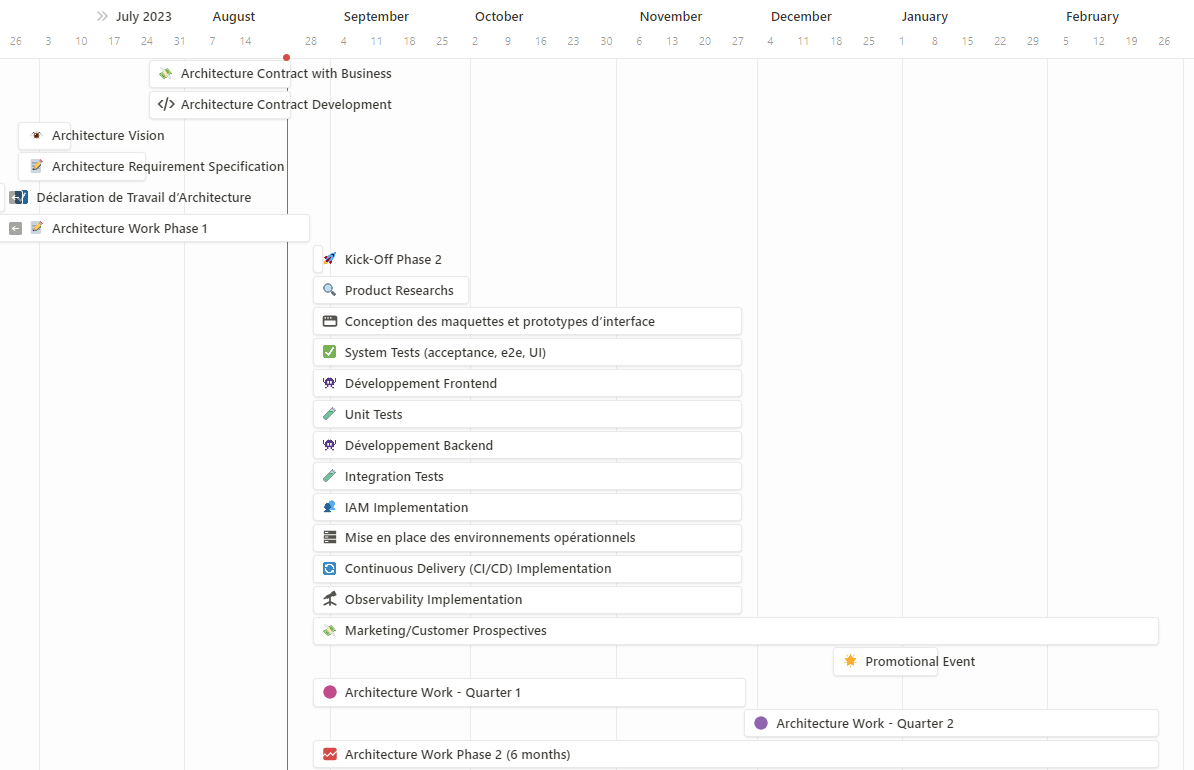 July 2023 August September October November December January February
26 3 10 17 24 31 7 14 28 4 11 18 25 2 9 16 23 30 6 13 20 27 4 11 18 25 1 8 15 22 29 5 12 19 26
Architecture Contract with Business
Architecture Contract Development
Architecture Vision
Architecture Requirement Specification
Déclaration de Travail d’Architecture
Architecture Work Phase 1
Kick-Off Phase 2
Product Researchs
Conception des maquettes et prototypes d’interface
System Tests (acceptance, e2e, UI)
Développement Frontend
Unit Tests
Développement Backend
Integration Tests
IAM Implementation
Mise en place des environnements opérationnels
Continuous Delivery (CI/CD) Implementation
Observability Implementation
Marketing/Customer Prospectives
Promotional Event
Architecture Work - Quarter 1
Architecture Work - Quarter 2
Architecture Work Phase 2 (6 months)